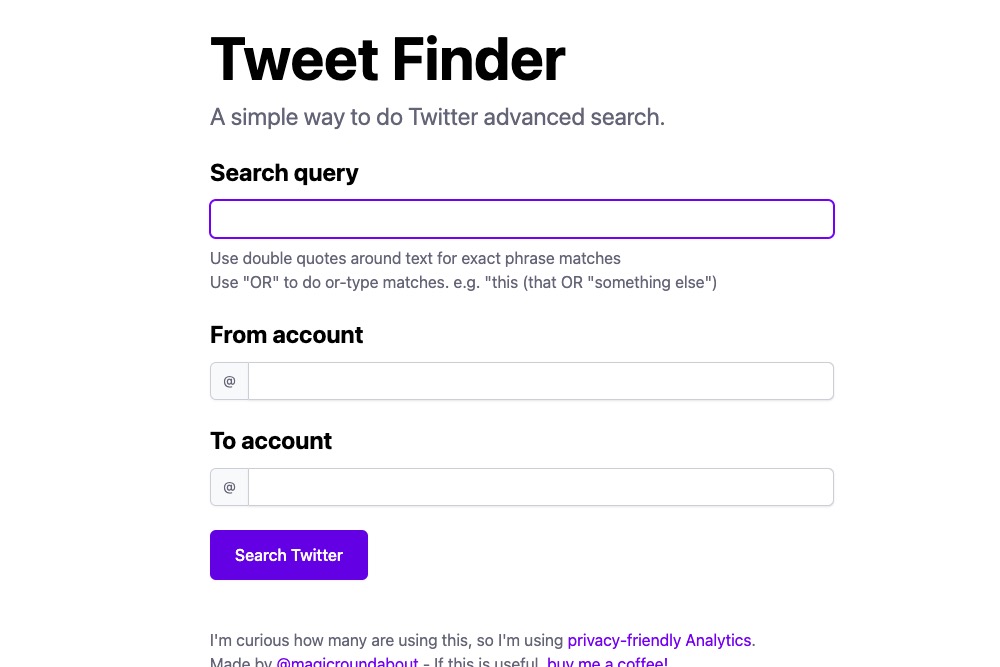 Tweet Finder
A simple way to do Twitter advanced search.
Search query
Use double quotes around text for exact phrase matches
Use "OR" to do or-type matches. e.g. "this (that OR "something else")
From account
@
To account
@
Search Twitter
I'm curious how many are using this, so I'm using privacy-friendly Analytics.
Made by @magicroundabout - If this is useful, buy me a coffee!